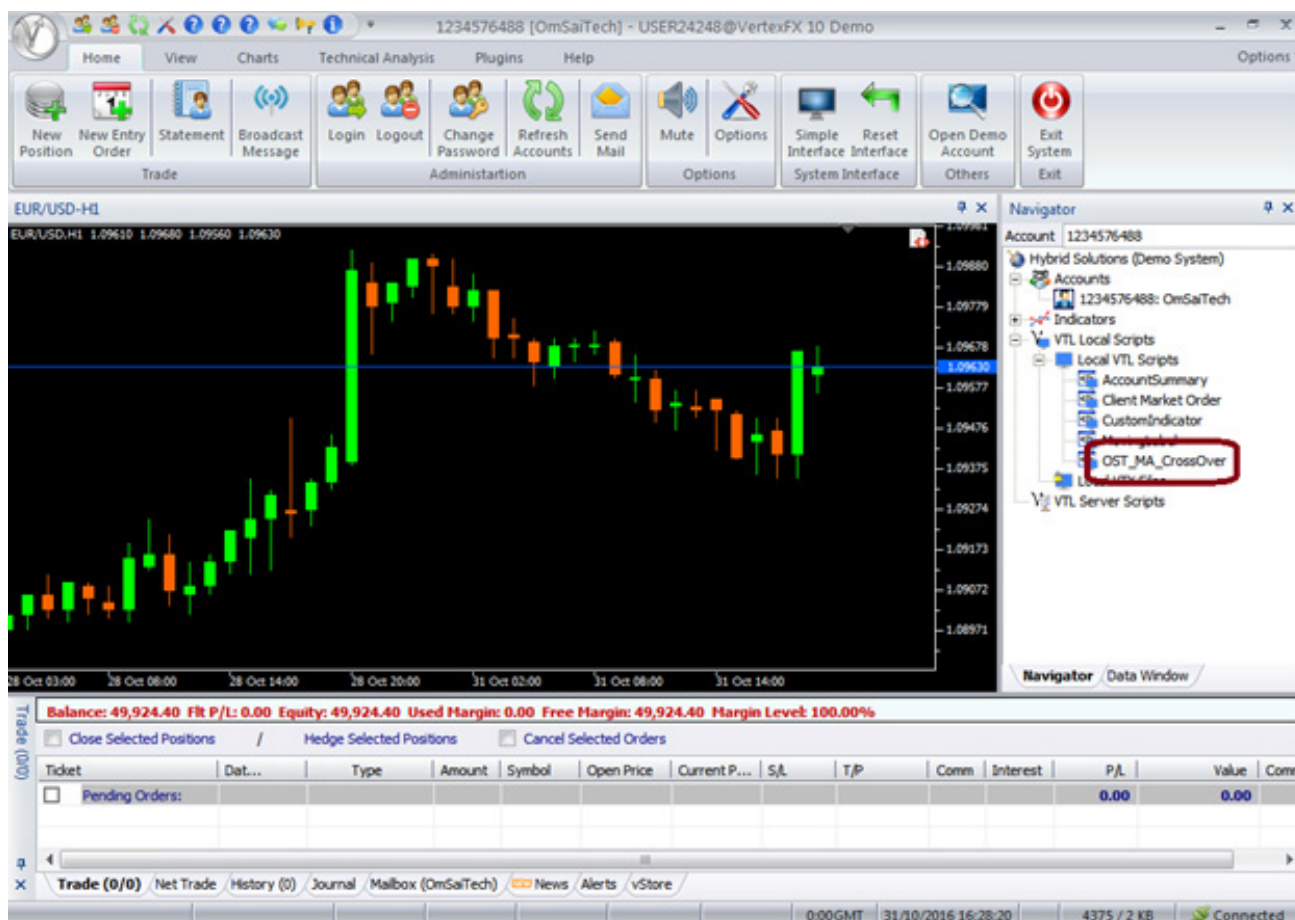 1234576488 [OmSaiTech] - USER24248@VertexFX 10 Demo
Home View Charts Technical Analysis Plugins Help Options
New Position New Entry Order Statement Broadcast Message Login Logout Change Password Refresh Accounts Send Mail Mute Options Simple Interface Reset Interface Open Demo Account Exit System
Trade Administartion Options System Interface Others Exit
EUR/USD-H1
EUR/USD.H1 1.09610 1.09680 1.09560 1.09630
1.09981
1.09880
1.09779
1.09678
1.09630
1.09577
1.09476
1.09375
1.09274
1.09173
1.09072
1.08971
28 Oct 03:00 28 Oct 08:00 28 Oct 14:00 28 Oct 20:00 31 Oct 02:00 31 Oct 08:00 31 Oct 14:00
Navigator
Account 1234576488
Hybrid Solutions (Demo System)
Accounts
1234576488: OmSaiTech
Indicators
VTL Local Scripts
Local VTL Scripts
AccountSummary
Client Market Order
CustomIndicator
OST_MA_CrossOver
Local
VTL Server Scripts
Navigator Data Window
Trade (0/0)
Balance: 49,924.40 Flt P/L: 0.00 Equity: 49,924.40 Used Margin: 0.00 Free Margin: 49,924.40 Margin Level: 100.00%
Close Selected Positions / Hedge Selected Positions Cancel Selected Orders
Ticket Dat... Type Amount Symbol Open Price Current P... S/L T/P Comm Interest P/L Value Comm
Pending Orders: 0.00 0.00
Trade (0/0) Net Trade History (0) Journal Mailbox (OmSaiTech) News Alerts vStore
0:00GMT 31/10/2016 16:28:20 4375 / 2 KB Connected